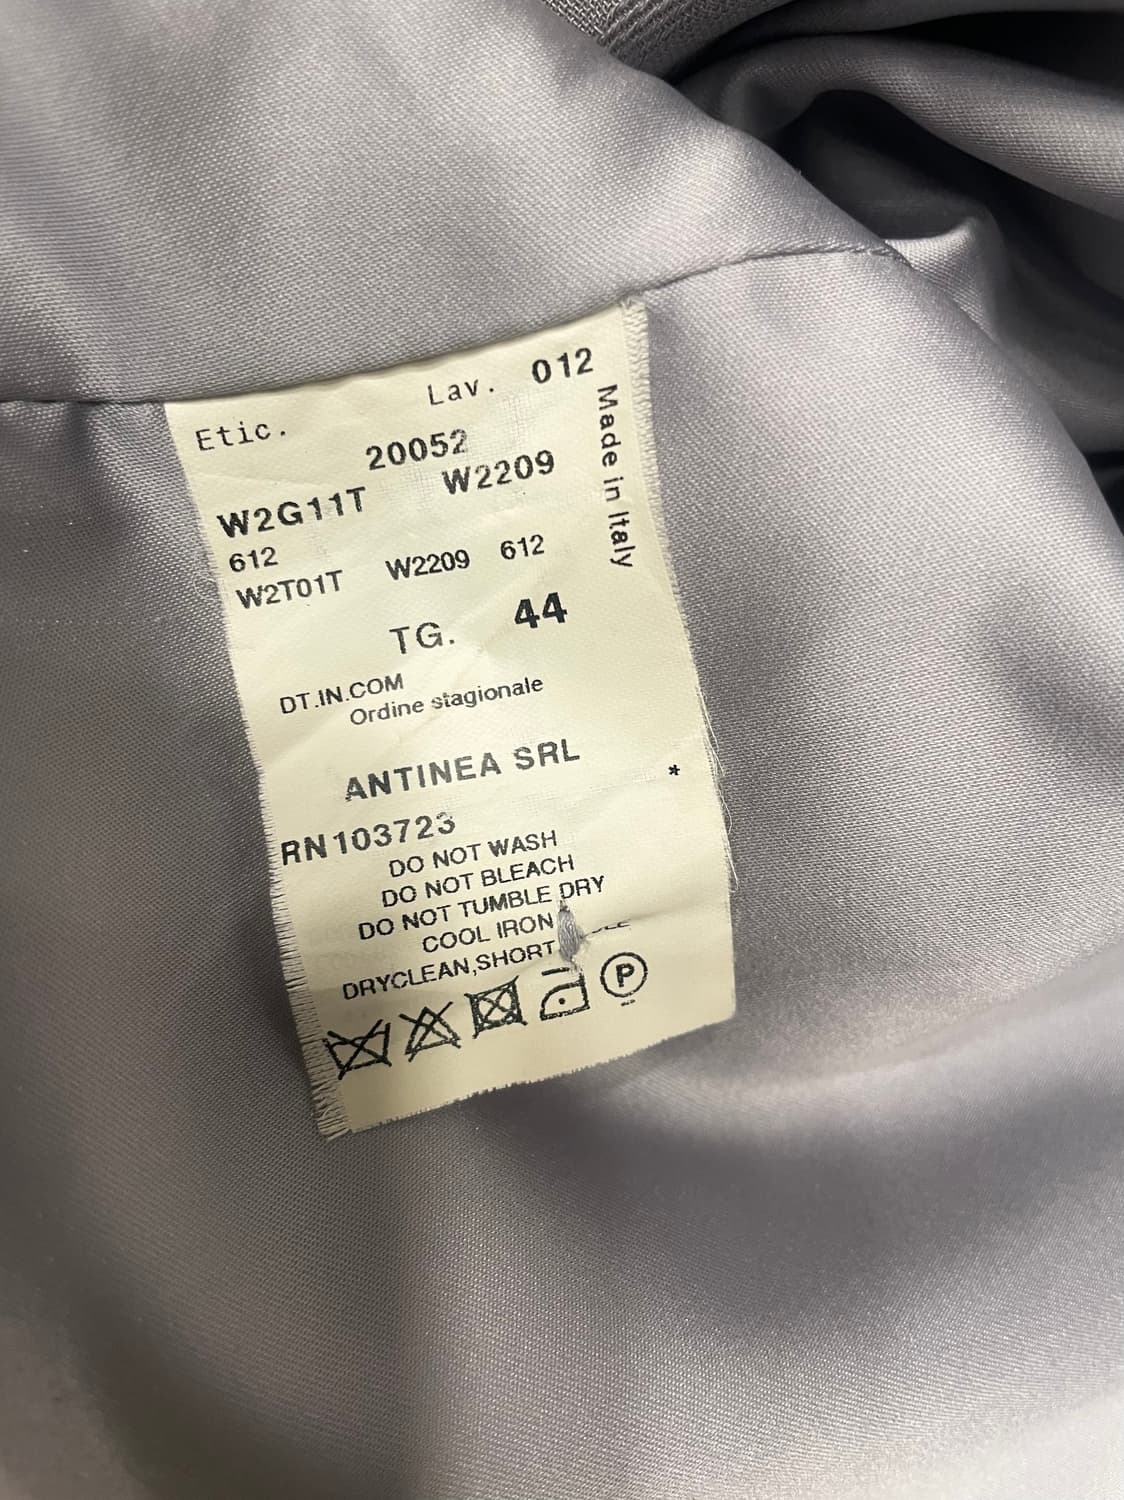 Lav. 012
Etic.
20052
W2G11T W2209
612
W2T01T W2209 612
TG. 44
DT.IN.COM
Ordine stagionale
ANTINEA SRL
*
RN103723
DO NOT WASH
DO NOT BLEACH
DO NOT TUMBLE DRY
COOL IRON
DRYCLEAN,SHORT
P
Made in Italy